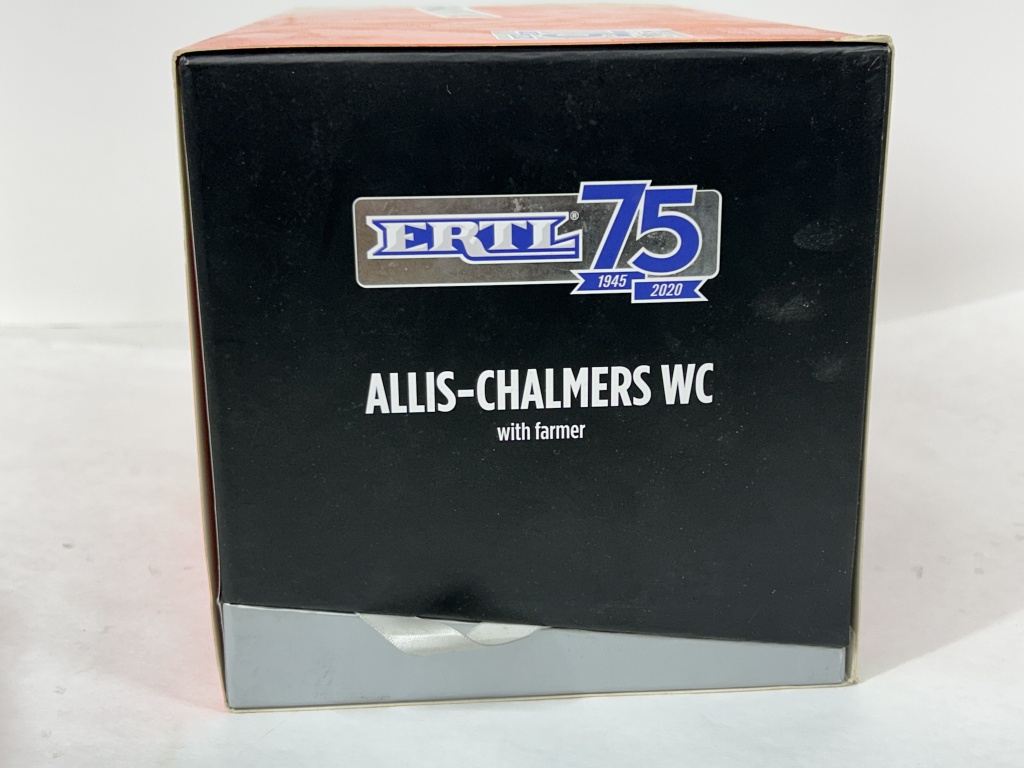 ERTL® 75
1945
2020
ALLIS-CHALMERS WC
with farmer